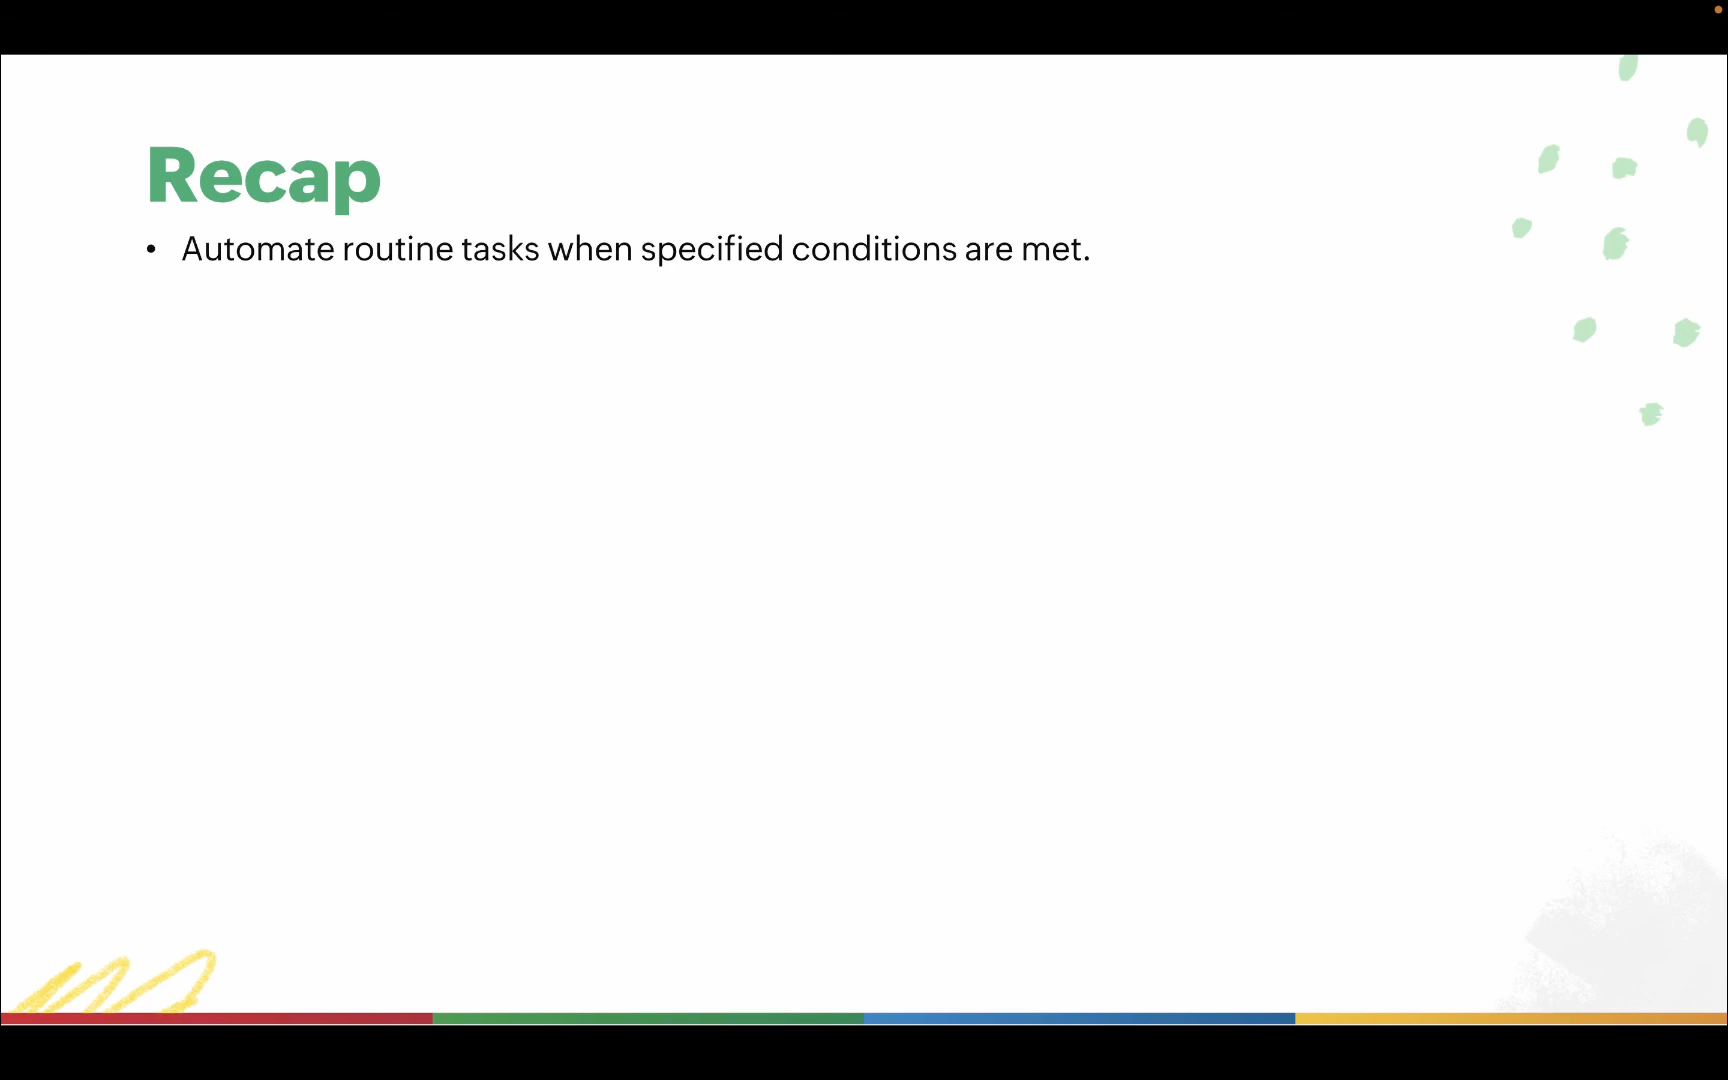 Recap
• Automate routine tasks when specified conditions are met.